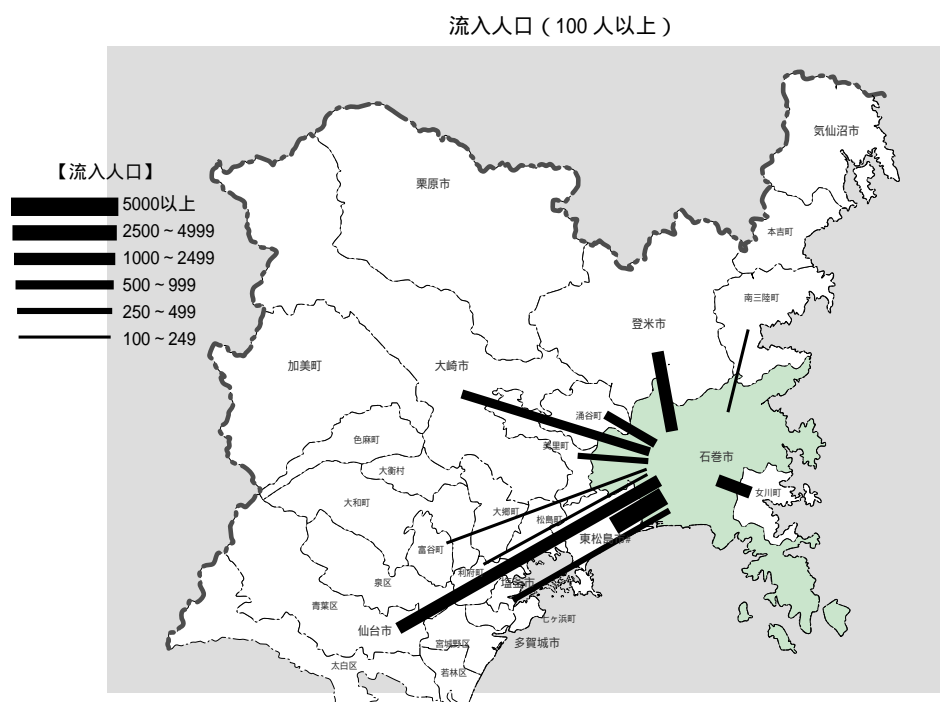 流入人口（100 人以上）
【流入人口】
5000以上
2500～4999
1000～2499
500～999
250～499
100～249
気仙沼市
栗原市
本吉町
南三陸町
登米市
加美町
大崎市
涌谷町
色麻町
美里町
石巻市
大衡村
女川町
大和町
大郷町
松島町
東松島市
富谷町
利府町
泉区
塩釜市
青葉区
七ヶ浜町
仙台市
宮城野区
多賀城市
太白区
若林区